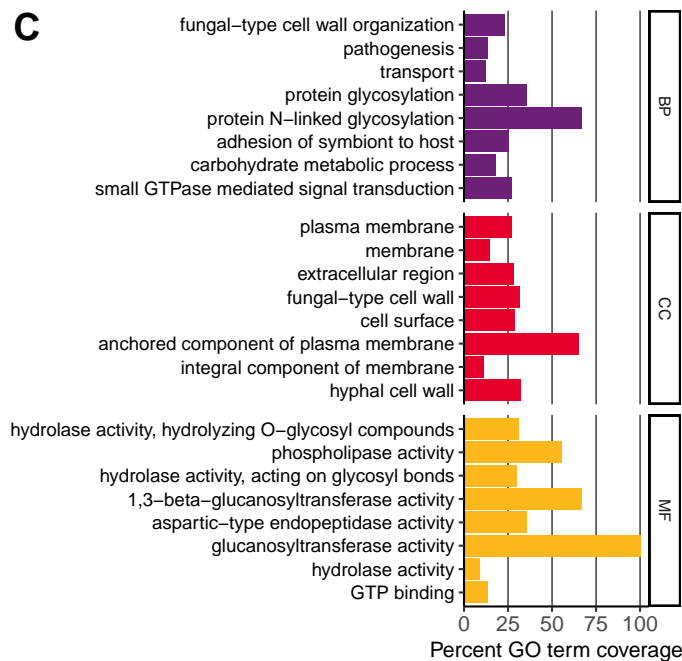 C
fungal−type cell wall organization
pathogenesis
transport
protein glycosylation
protein N−linked glycosylation
adhesion of symbiont to host
carbohydrate metabolic process
small GTPase mediated signal transduction
BP
plasma membrane
membrane
extracellular region
fungal−type cell wall
cell surface
anchored component of plasma membrane
integral component of membrane
hyphal cell wall
CC
hydrolase activity, hydrolyzing O−glycosyl compounds
phospholipase activity
hydrolase activity, acting on glycosyl bonds
1,3−beta−glucanosyltransferase activity
aspartic−type endopeptidase activity
glucanosyltransferase activity
hydrolase activity
GTP binding
MF
0 25 50 75 100
Percent GO term coverage